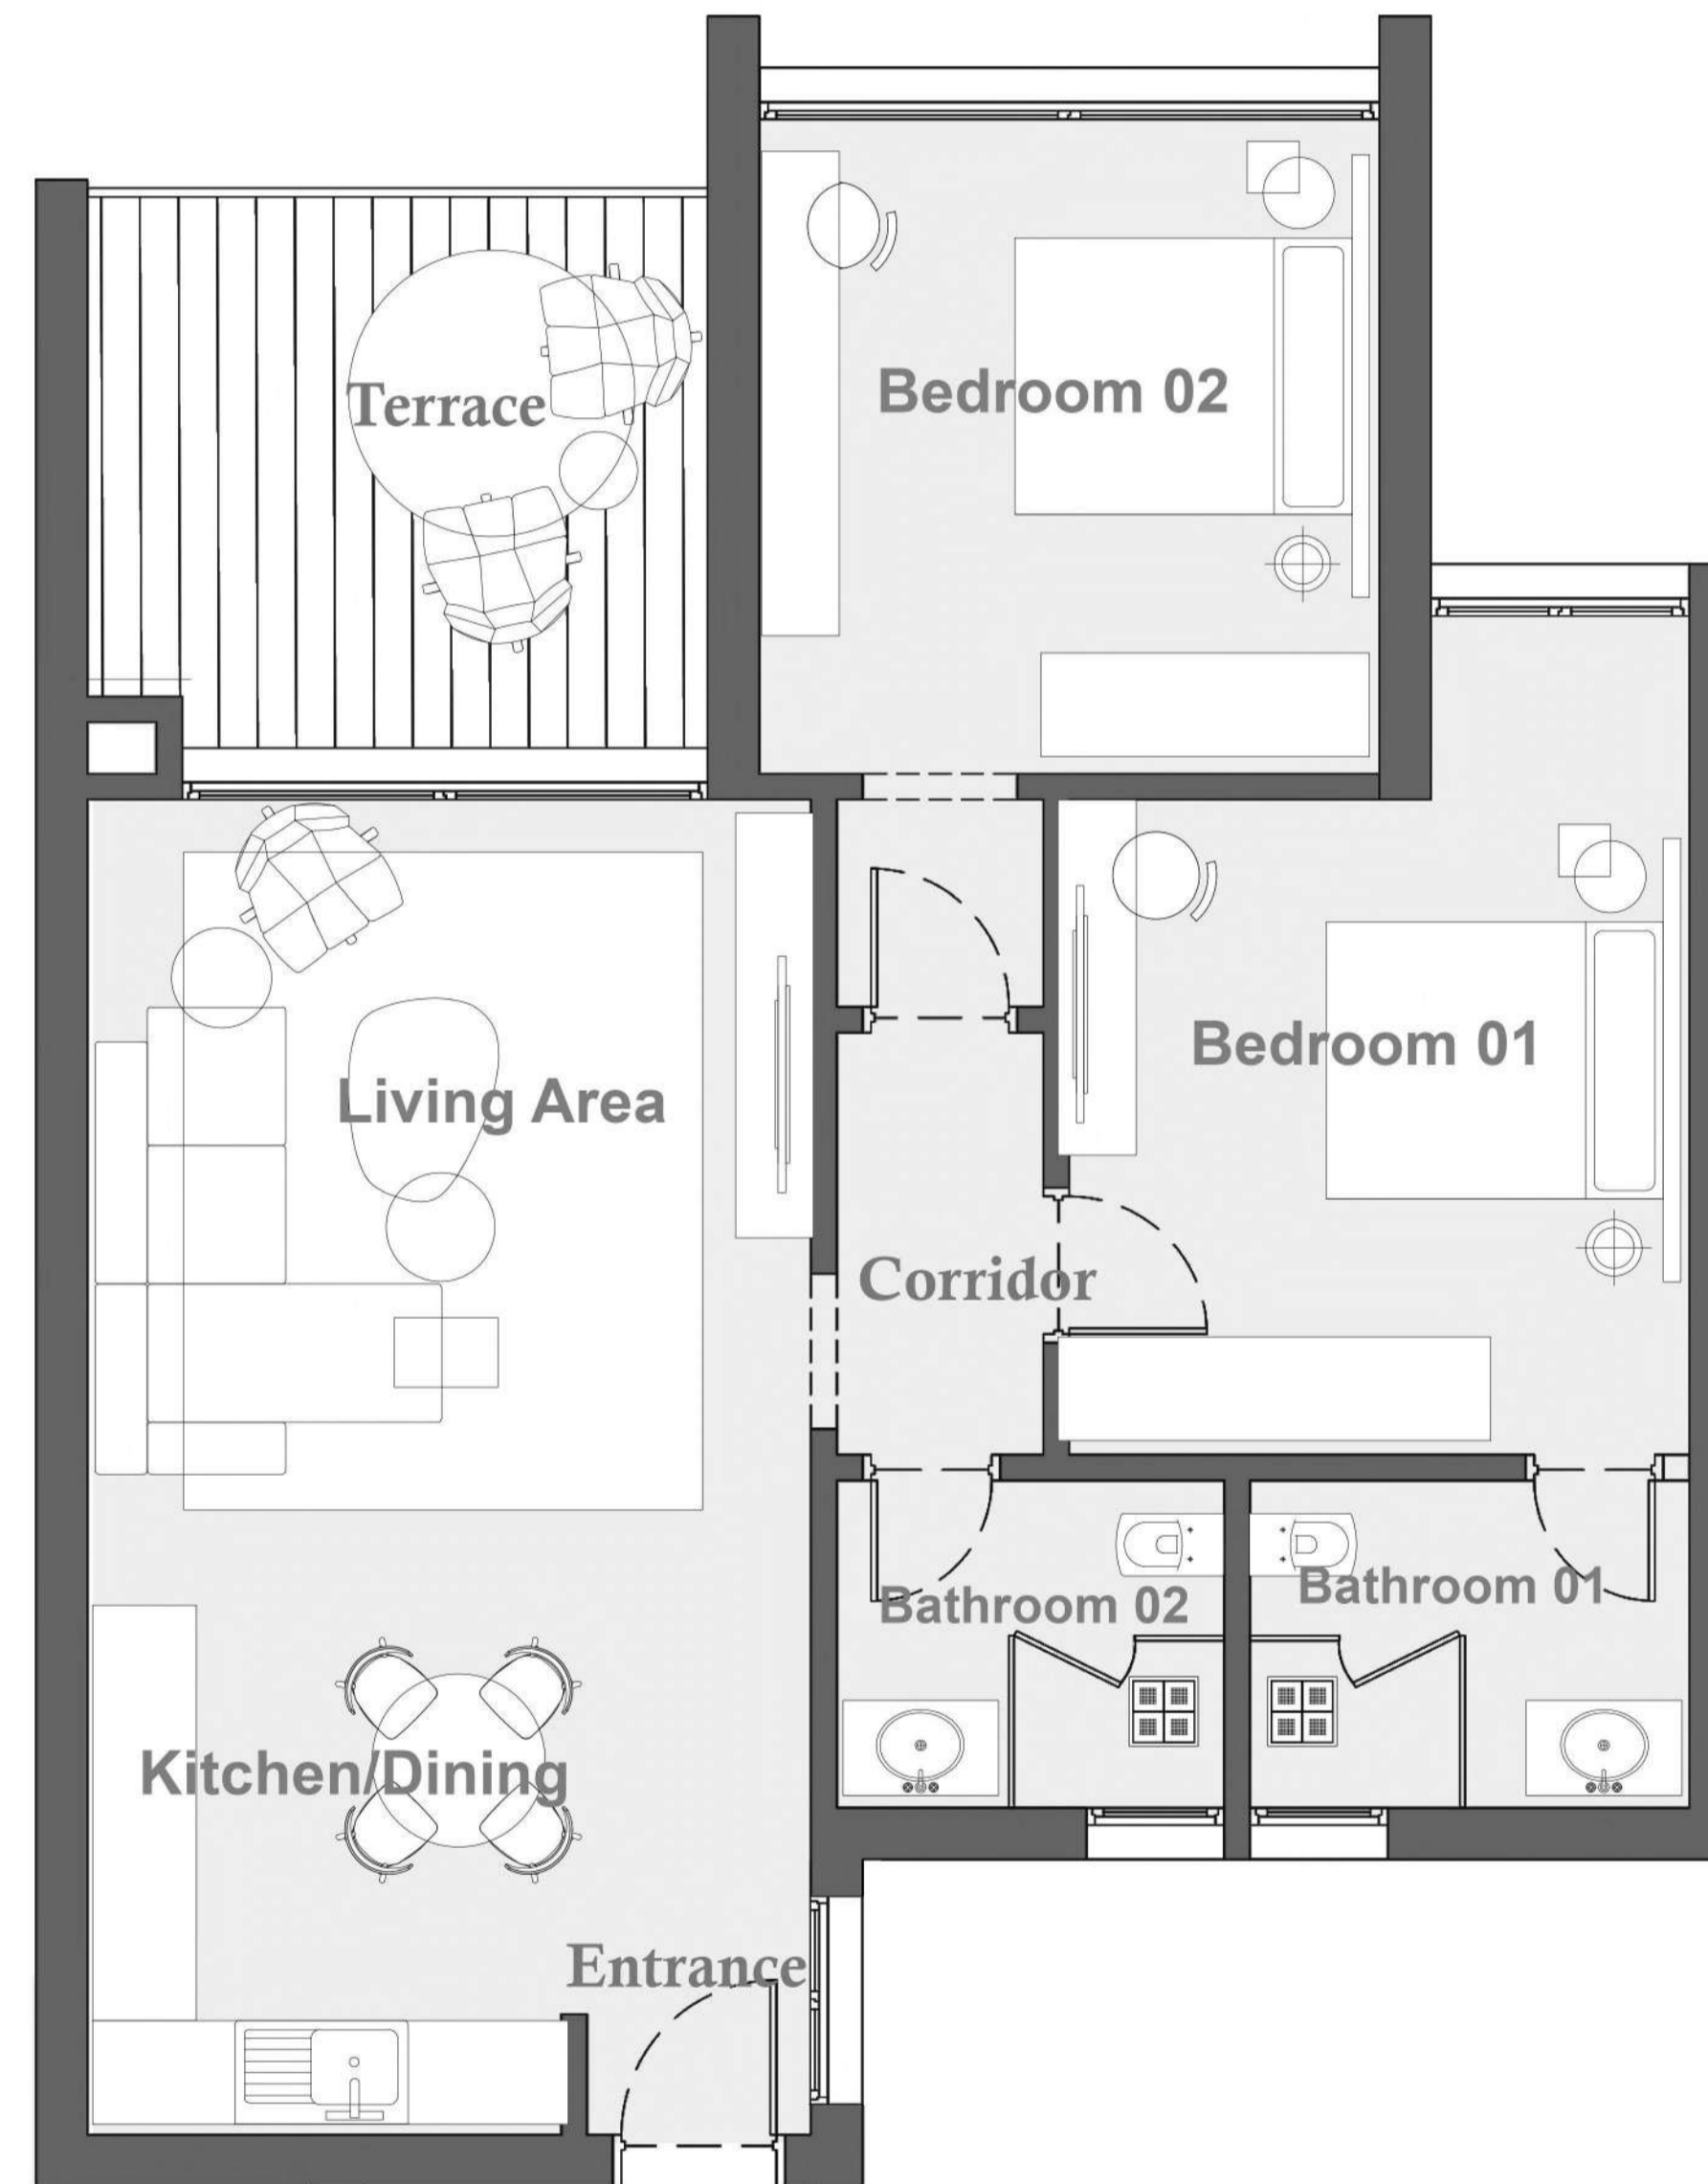 Terrace
Bedroom 02
Bedroom 01
Living Area
Corridor
Bathroom 02
Bathroom 01
Kitchen/Dining
Entrance